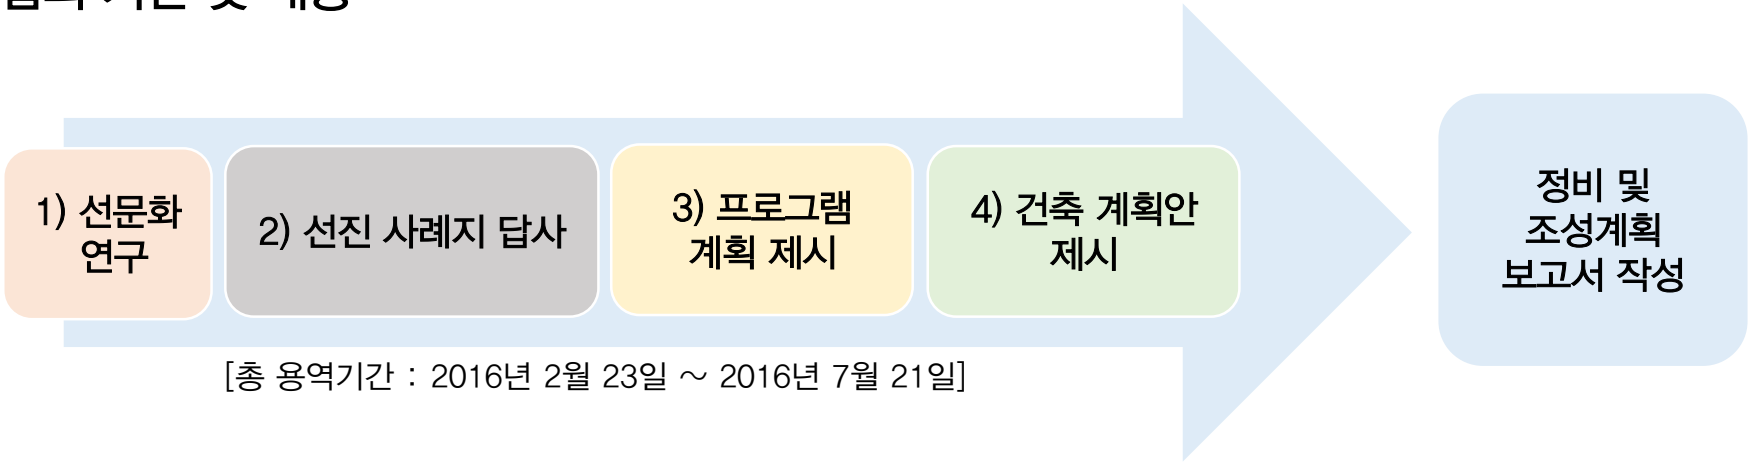 1) 선문화
연구
2) 선진 사례지 답사
3) 프로그램
계획 제시
4) 건축 계획안
제시
정비 및
조성계획
보고서 작성
[총 용역기간 : 2016년 2월 23일 ～ 2016년 7월 21일]